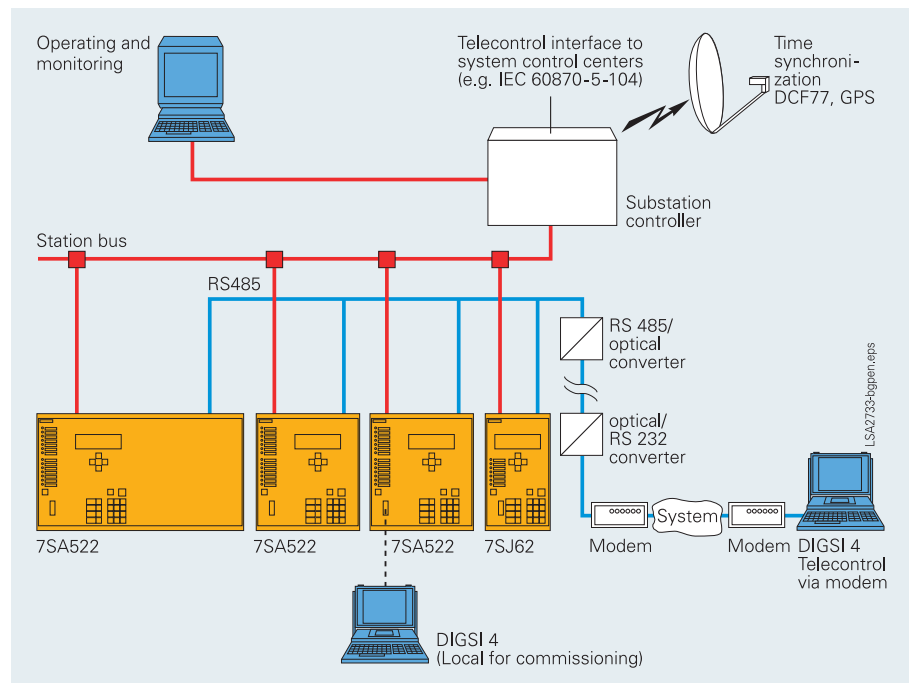 Operating and
monitoring
Telecontrol interface to
system control centers
(e.g. IEC 60870-5-104)
Time
synchroni-
zation
DCF77, GPS
Substation
controller
Station bus
RS485
RS 485/
optical
converter
optical/
RS 232
converter
LSA2733-bgpen.eps
7SA522
7SA522
7SA522
7SJ62
Modem
System
Modem
DIGSI 4
Telecontrol
via modem
DIGSI 4
(Local for commissioning)